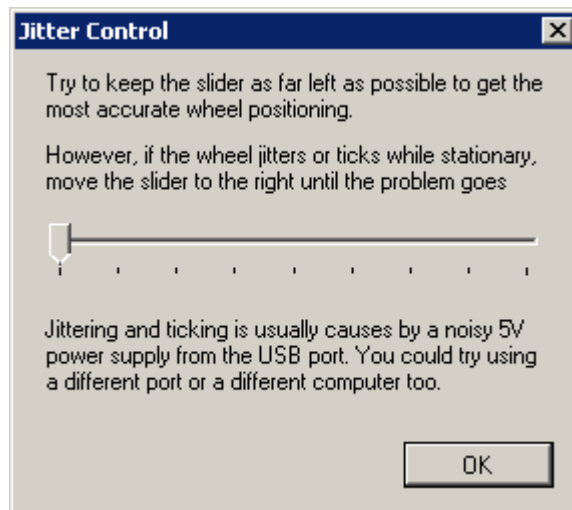 Jitter Control
Try to keep the slider as far left as possible to get the
most accurate wheel positioning.
However, if the wheel jitters or ticks while stationary,
move the slider to the right until the problem goes
Jittering and ticking is usually causes by a noisy 5V
power supply from the USB port. You could try using
a different port or a different computer too.
OK